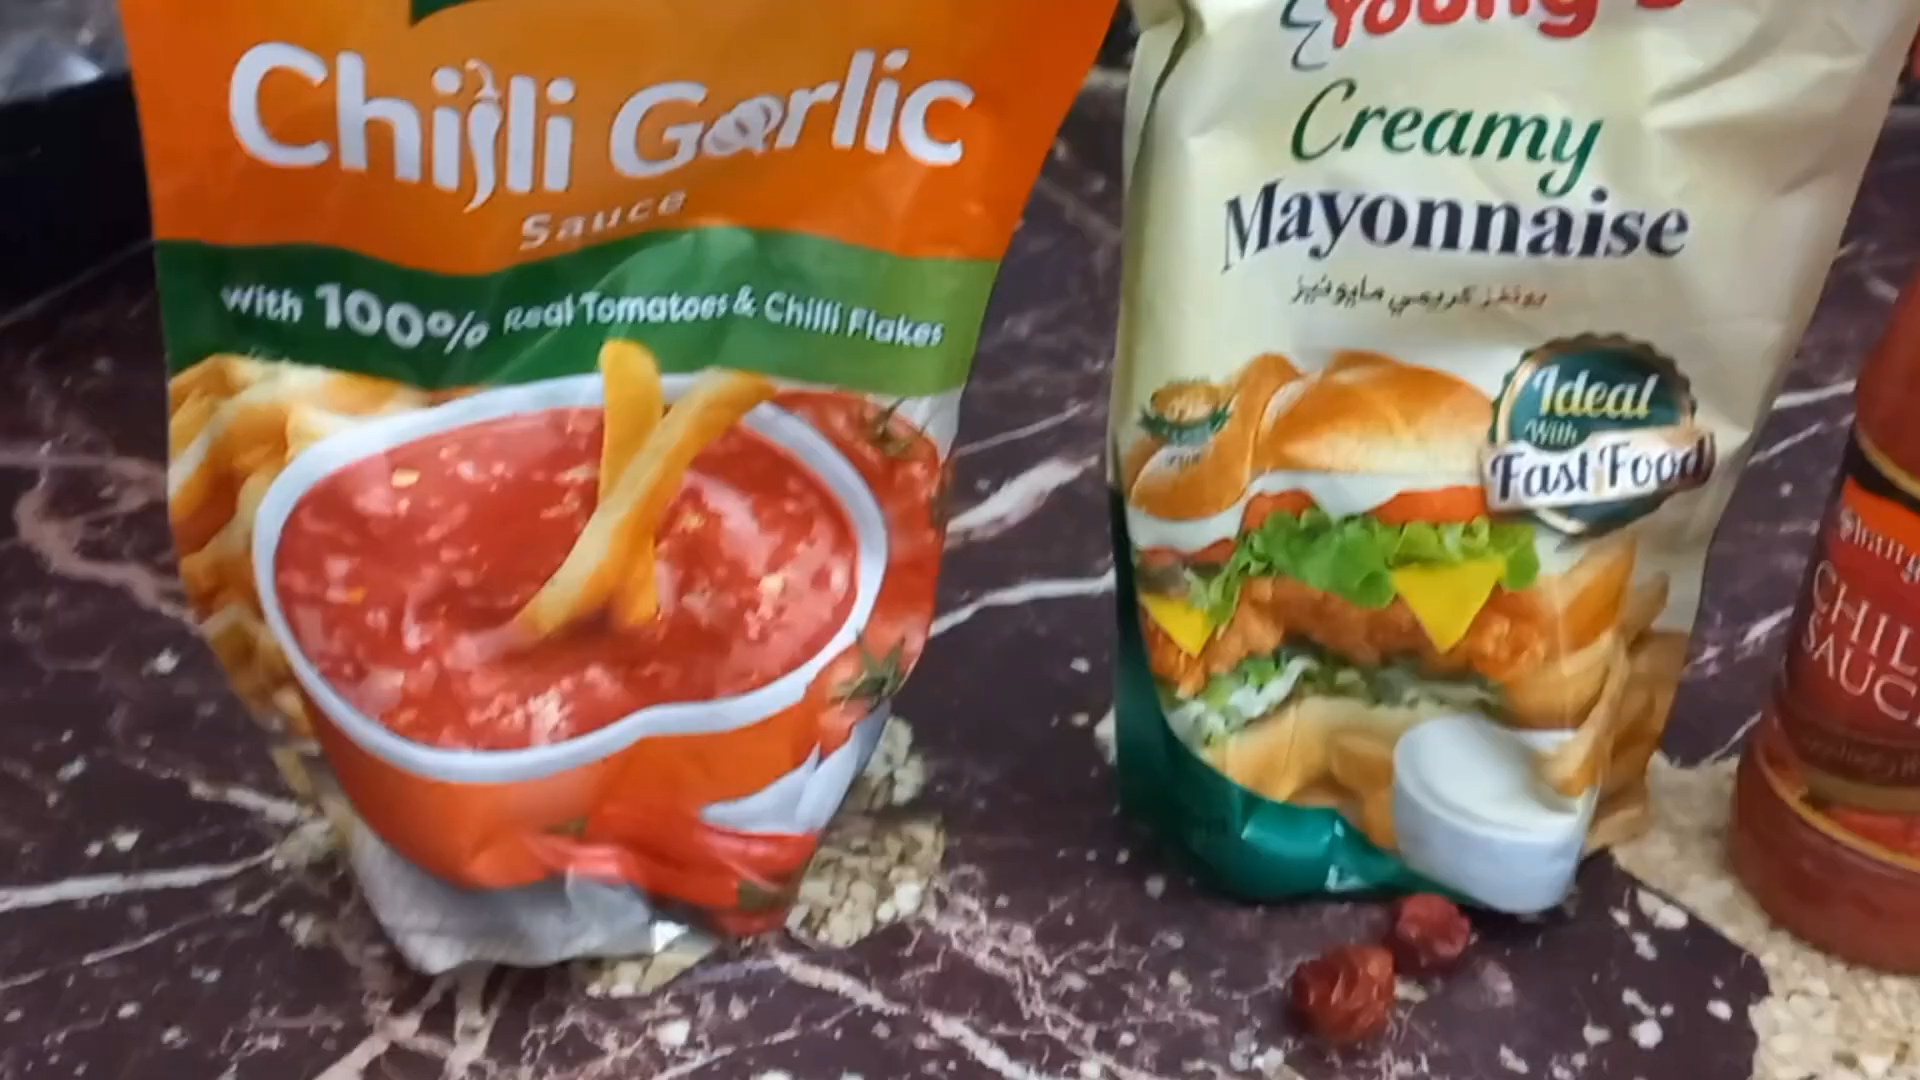 Chilli Garlic
Sauce
With 100% Real Tomatoes & Chilli Flakes
Young's
Creamy
Mayonnaise
ینگز کریمی مایونیز
Ideal
With
Fast Food
CHIL
SAUC